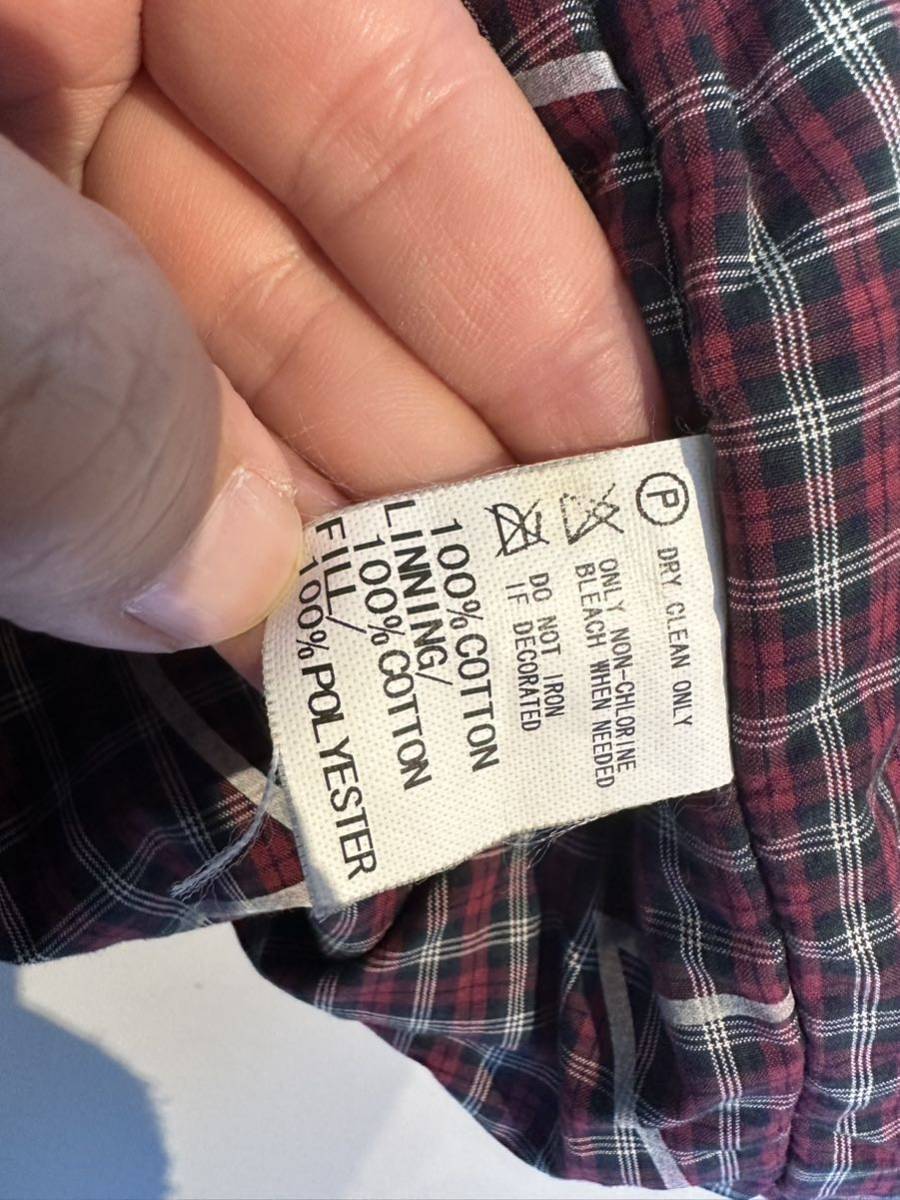 P DRY CLEAN ONLY
ONLY NON-CHLORINE
BLEACH WHEN NEEDED
DO NOT IRON
IF DECORATED
100%COTTON
LINNING/
100%COTTON
FILL/
100%POLYESTER